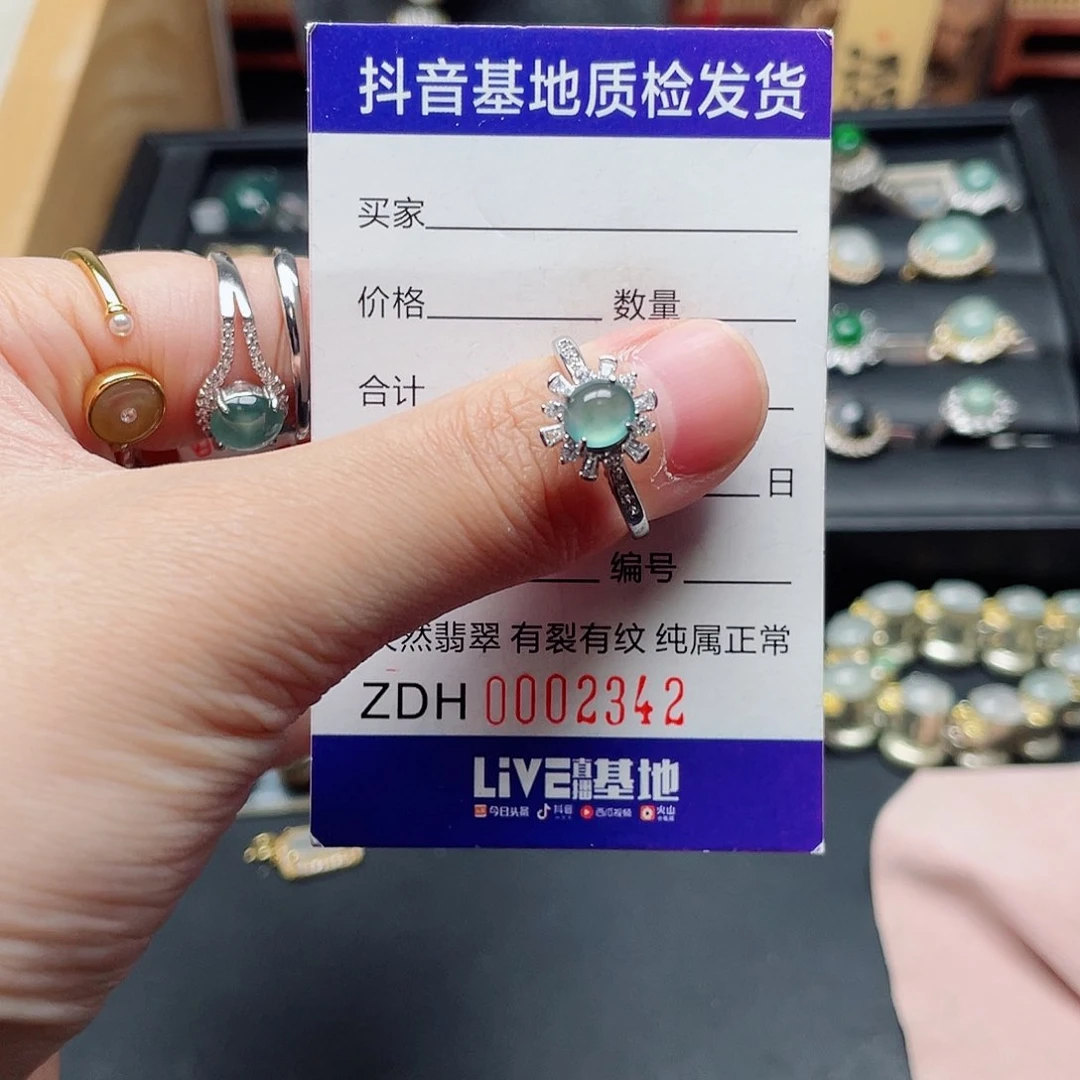 抖音基地质检发货
买家
价格 数量
合计
日
编号
然翡翠 有裂有纹 纯属正常
ZDH 0002342
LiVE直播基地
今日头条 抖音 西瓜视频 火山